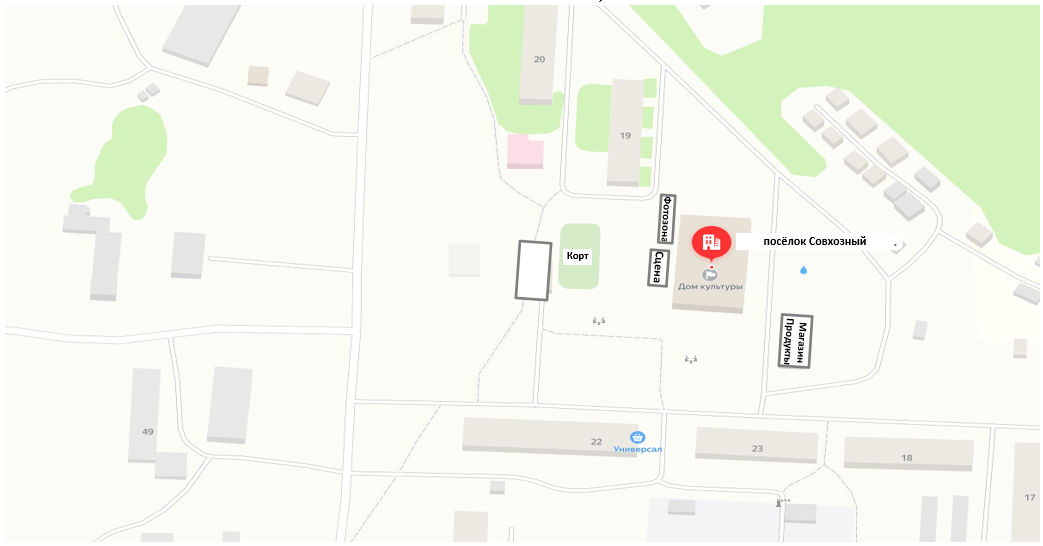 20
19
Фотозона
посёлок Совхозный .
Корт
Сцена
Дом культуры
Магазин
Продукты
49
22
Универсал
23
18
17